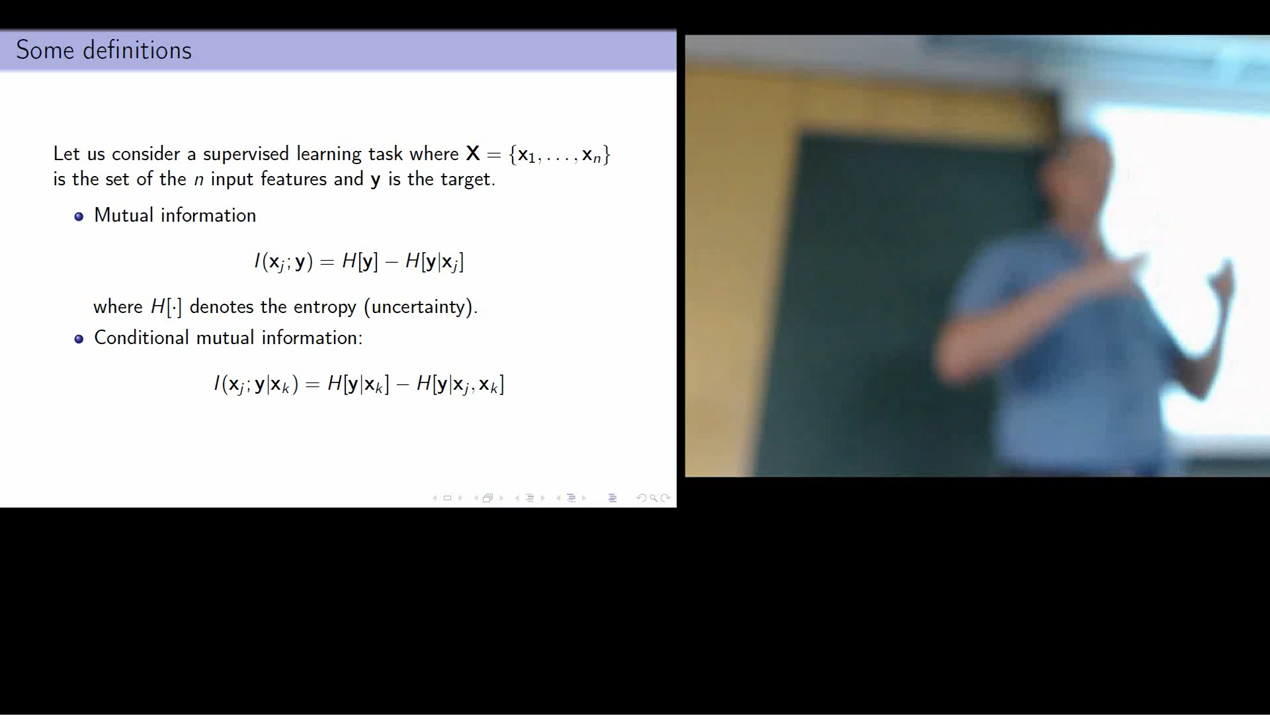 Some definitions
Let us consider a supervised learning task where X = {x₁, . . . , xₙ}
is the set of the n input features and y is the target.
Mutual information
I(xⱼ; y) = H[y] − H[y|xⱼ]
where H[·] denotes the entropy (uncertainty).
Conditional mutual information:
I(xⱼ; y|xₖ) = H[y|xₖ] − H[y|xⱼ, xₖ]